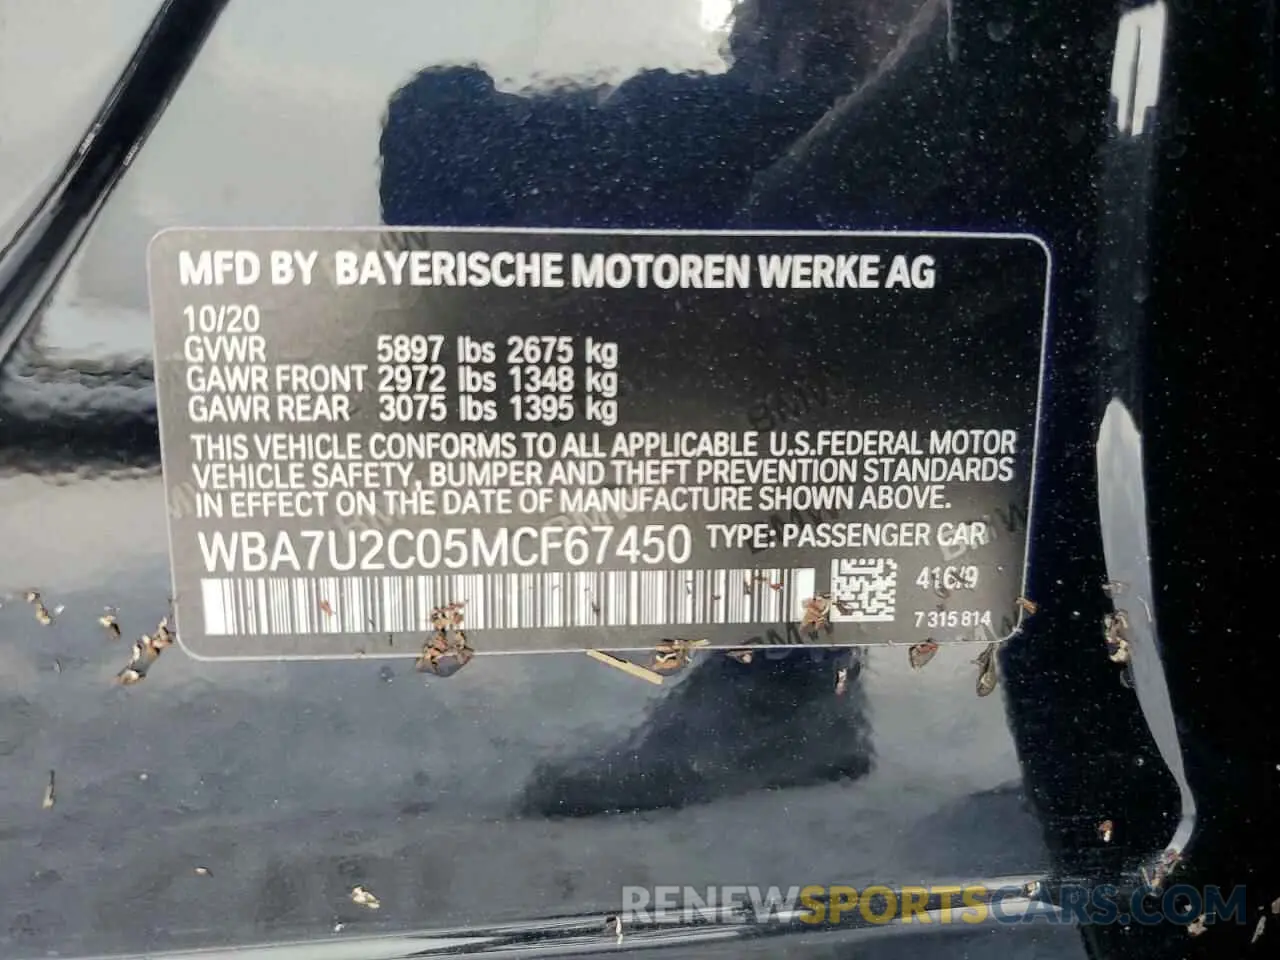 MFD BY BAYERISCHE MOTOREN WERKE AG
10/20
GVWR 5897 lbs 2675 kg
GAWR FRONT 2972 lbs 1348 kg
GAWR REAR 3075 lbs 1395 kg
THIS VEHICLE CONFORMS TO ALL APPLICABLE U.S.FEDERAL MOTOR
VEHICLE SAFETY, BUMPER AND THEFT PREVENTION STANDARDS
IN EFFECT ON THE DATE OF MANUFACTURE SHOWN ABOVE.
WBA7U2C05MCF67450 TYPE: PASSENGER CAR
416/9
7 315 814
RENEWSPORTSCARS.COM